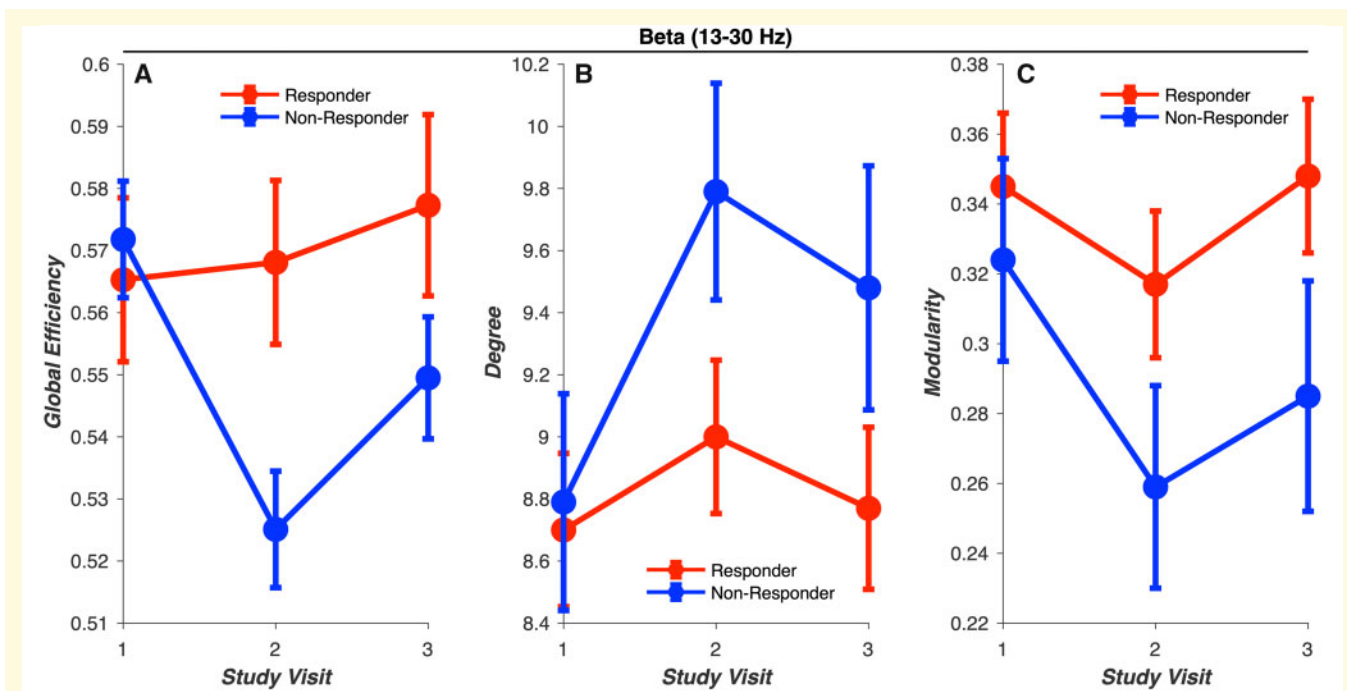 Beta (13-30 Hz)
A
Responder
Non-Responder
Global Efficiency
0.6
0.59
0.58
0.57
0.56
0.55
0.54
0.53
0.52
0.51
1
2
3
Study Visit
B
Responder
Non-Responder
Degree
10.2
10
9.8
9.6
9.4
9.2
9
8.8
8.6
8.4
1
2
3
Study Visit
C
Responder
Non-Responder
Modularity
0.38
0.36
0.34
0.32
0.3
0.28
0.26
0.24
0.22
1
2
3
Study Visit